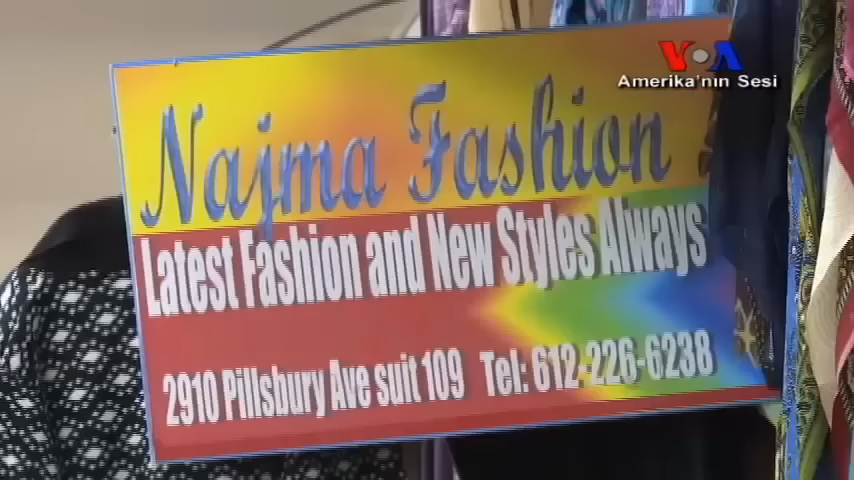 VOA
Amerika'nın Sesi
Najma Fashion
Latest Fashion and New Styles Always
2910 Pillsbury Ave suit 109 Tel: 612-226-6238